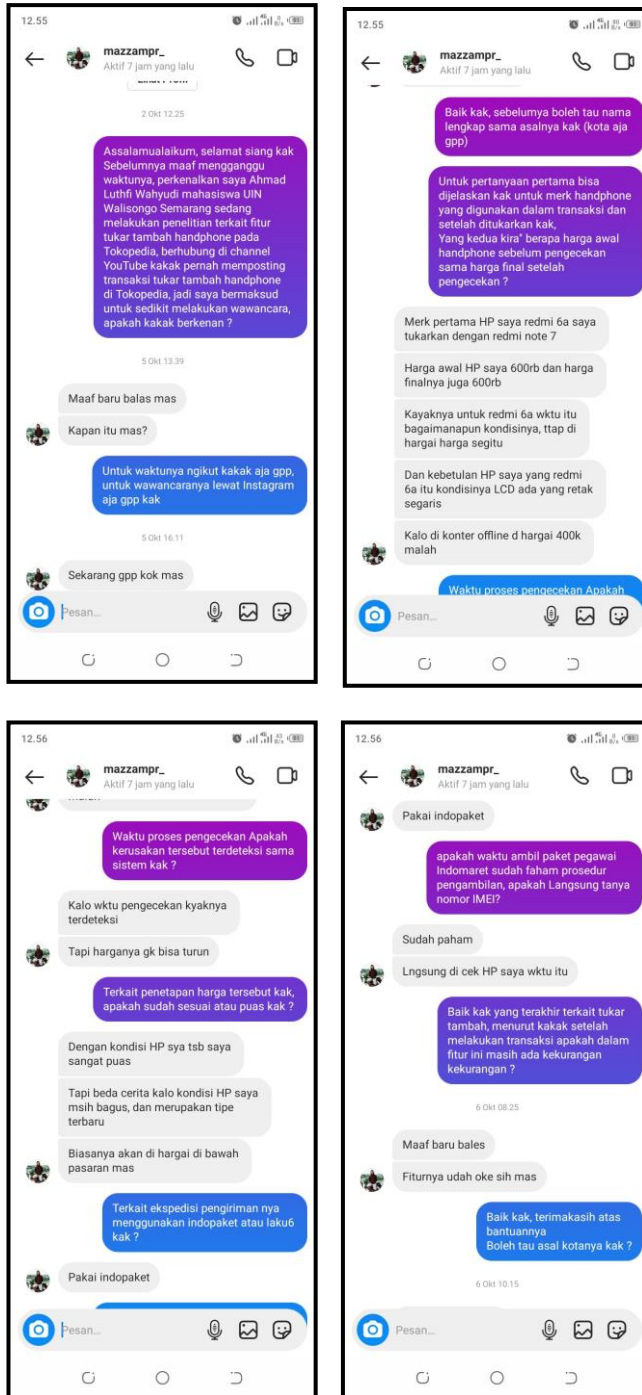 12.55
mazzampr_
Aktif 7 jam yang lalu
2 Okt 12.25
Assalamualaikum, selamat siang kak
Sebelumnya maaf mengganggu
waktunya, perkenalkan saya Ahmad
Luthfi Wahyudi mahasiswa UIN
Walisongo Semarang sedang
melakukan penelitian terkait fitur
tukar tambah handphone pada
Tokopedia, berhubung di channel
YouTube kakak pernah memposting
transaksi tukar tambah handphone
di Tokopedia, jadi saya bermaksud
untuk sedikit melakukan wawancara,
apakah kakak berkenan ?
5 Okt 13.39
Maaf baru balas mas
Kapan itu mas?
Untuk waktunya ngikut kakak aja gpp,
untuk wawancaranya lewat Instagram
aja gpp kak
5 Okt 16.11
Sekarang gpp kok mas
Pesan...
12.55
mazzampr_
Aktif 7 jam yang lalu
Baik kak, sebelumya boleh tau nama
lengkap sama asalnya kak (kota aja
gpp)
Untuk pertanyaan pertama bisa
dijelaskan kak untuk merk handphone
yang digunakan dalam transaksi dan
setelah ditukarkan kak,
Yang kedua kira" berapa harga awal
handphone sebelum pengecekan
sama harga final setelah
pengecekan ?
Merk pertama HP saya redmi 6a saya
tukarkan dengan redmi note 7
Harga awal HP saya 600rb dan harga
finalnya juga 600rb
Kayaknya untuk redmi 6a wktu itu
bagaimanapun kondisinya, ttap di
hargai harga segitu
Dan kebetulan HP saya yang redmi
6a itu kondisinya LCD ada yang retak
segaris
Kalo di konter offline d hargai 400k
malah
Waktu proses pengecekan Apakah
Pesan...
12.56
mazzampr_
Aktif 7 jam yang lalu
malah
Waktu proses pengecekan Apakah
kerusakan tersebut terdeteksi sama
sistem kak ?
Kalo wktu pengecekan kyaknya
terdeteksi
Tapi harganya gk bisa turun
Terkait penetapan harga tersebut kak,
apakah sudah sesuai atau puas kak ?
Dengan kondisi HP sya tsb saya
sangat puas
Tapi beda cerita kalo kondisi HP saya
msih bagus, dan merupakan tipe
terbaru
Biasanya akan di hargai di bawah
pasaran mas
Terkait ekspedisi pengiriman nya
menggunakan indopaket atau laku6
kak ?
Pakai indopaket
Pesan...
12.56
mazzampr_
Aktif 7 jam yang lalu
Pakai indopaket
apakah waktu ambil paket pegawai
Indomaret sudah faham prosedur
pengambilan, apakah Langsung tanya
nomor IMEI?
Sudah paham
Lngsung di cek HP saya wktu itu
Baik kak yang terakhir terkait tukar
tambah, menurut kakak setelah
melakukan transaksi apakah dalam
fitur ini masih ada kekurangan
kekurangan ?
6 Okt 08.25
Maaf baru bales
Fiturnya udah oke sih mas
Baik kak, terimakasih atas
bantuannya
Boleh tau asal kotanya kak ?
6 Okt 10.15
Pesan...